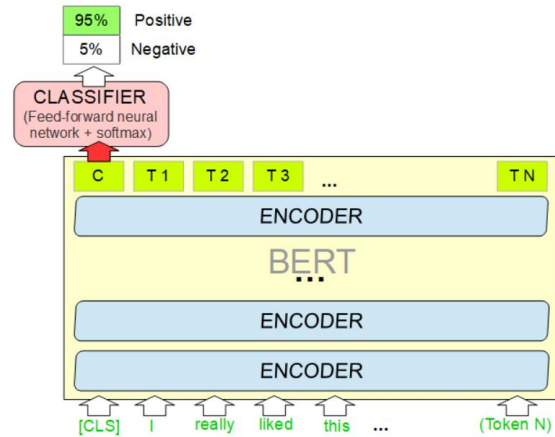 95% Positive
5% Negative
CLASSIFIER
(Feed-forward neural
network + softmax)
C T 1 T 2 T 3 ... T N
ENCODER
BERT
...
ENCODER
ENCODER
[CLS] I really liked this ... (Token N)